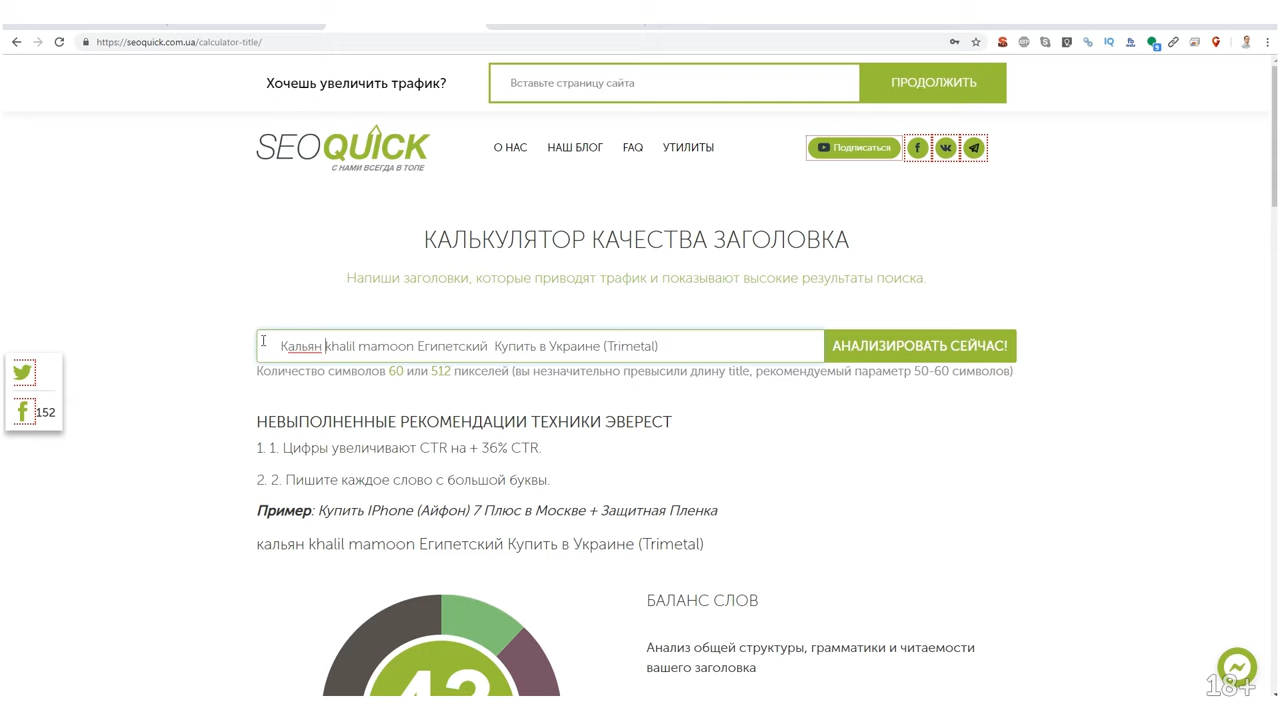 https://seoquick.com.ua/calculator-title/
Хочешь увеличить трафик?
Вставьте страницу сайта
ПРОДОЛЖИТЬ
SEOQUICK
С НАМИ ВСЕГДА В ТОПЕ
О НАС НАШ БЛОГ FAQ УТИЛИТЫ
Подписаться
КАЛЬКУЛЯТОР КАЧЕСТВА ЗАГОЛОВКА
Напиши заголовки, которые приводят трафик и показывают высокие результаты поиска.
Кальян khalil mamoon Египетский  Купить в Украине (Trimetal)
АНАЛИЗИРОВАТЬ СЕЙЧАС!
Количество символов 60 или 512 пикселей (вы незначительно превысили длину title, рекомендуемый параметр 50-60 символов)
152
НЕВЫПОЛНЕННЫЕ РЕКОМЕНДАЦИИ ТЕХНИКИ ЭВЕРЕСТ
1. 1. Цифры увеличивают CTR на + 36% CTR.
2. 2. Пишите каждое слово с большой буквы.
Пример: Купить IPhone (Айфон) 7 Плюс в Москве + Защитная Пленка
кальян khalil mamoon Египетский Купить в Украине (Trimetal)
БАЛАНС СЛОВ
Анализ общей структуры, грамматики и читаемости
вашего заголовка
18+